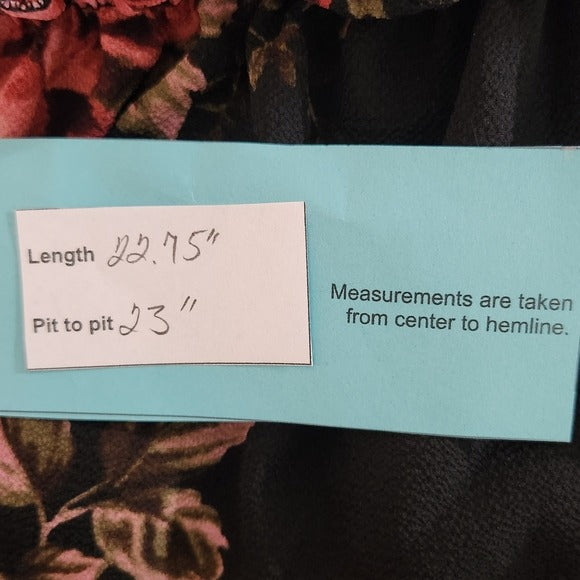 Length 22.75"
Pit to pit 23"
Measurements are taken
from center to hemline.